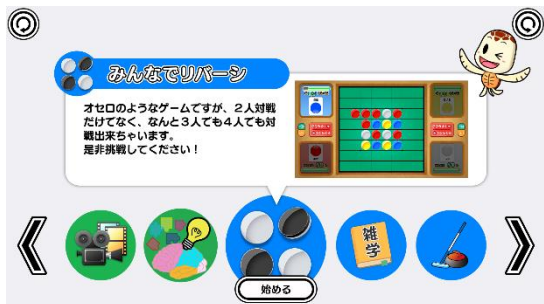 みんなでリバーシ
オセロのようなゲームですが、2人対戦
だけでなく、なんと3人でも4人でも対
戦出来ちゃいます。
是非挑戦してください！
雑学
始める